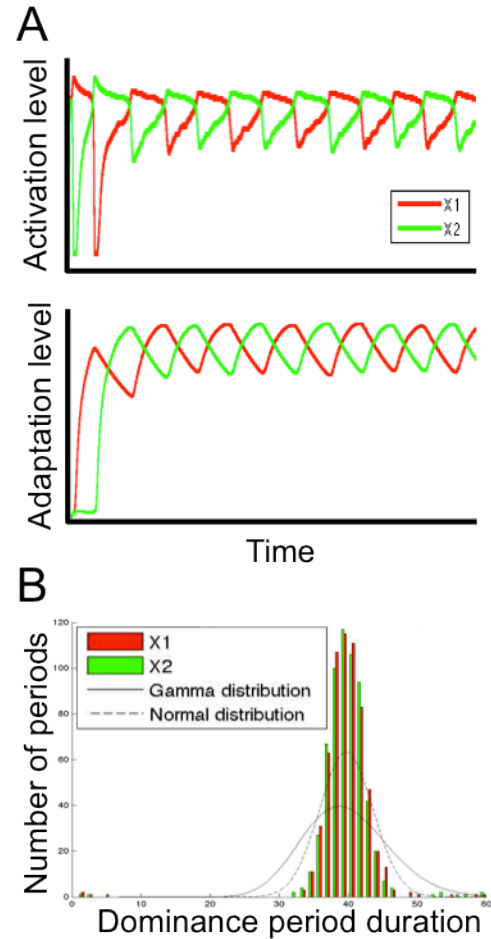 A
Activation level
X1
X2
Adaptation level
Time
B
Number of periods
120
100
80
60
40
20
0
X1
X2
Gamma distribution
Normal distribution
0 10 20 30 40 50 60
Dominance period duration